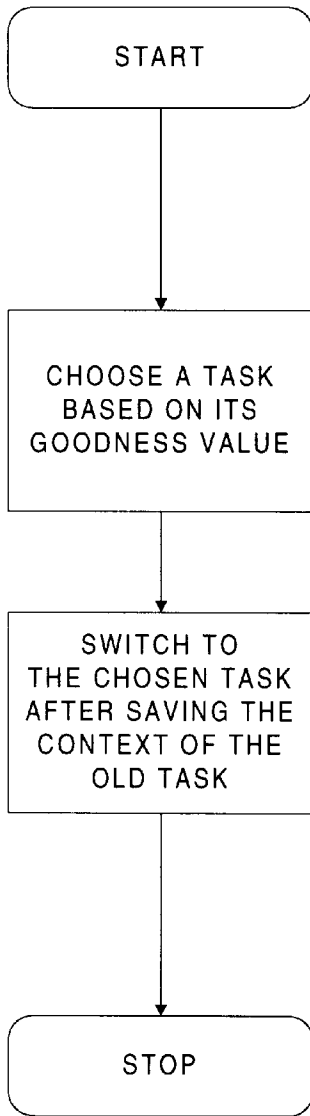 START
CHOOSE A TASK
BASED ON ITS
GOODNESS VALUE
SWITCH TO
THE CHOSEN TASK
AFTER SAVING THE
CONTEXT OF THE
OLD TASK
STOP